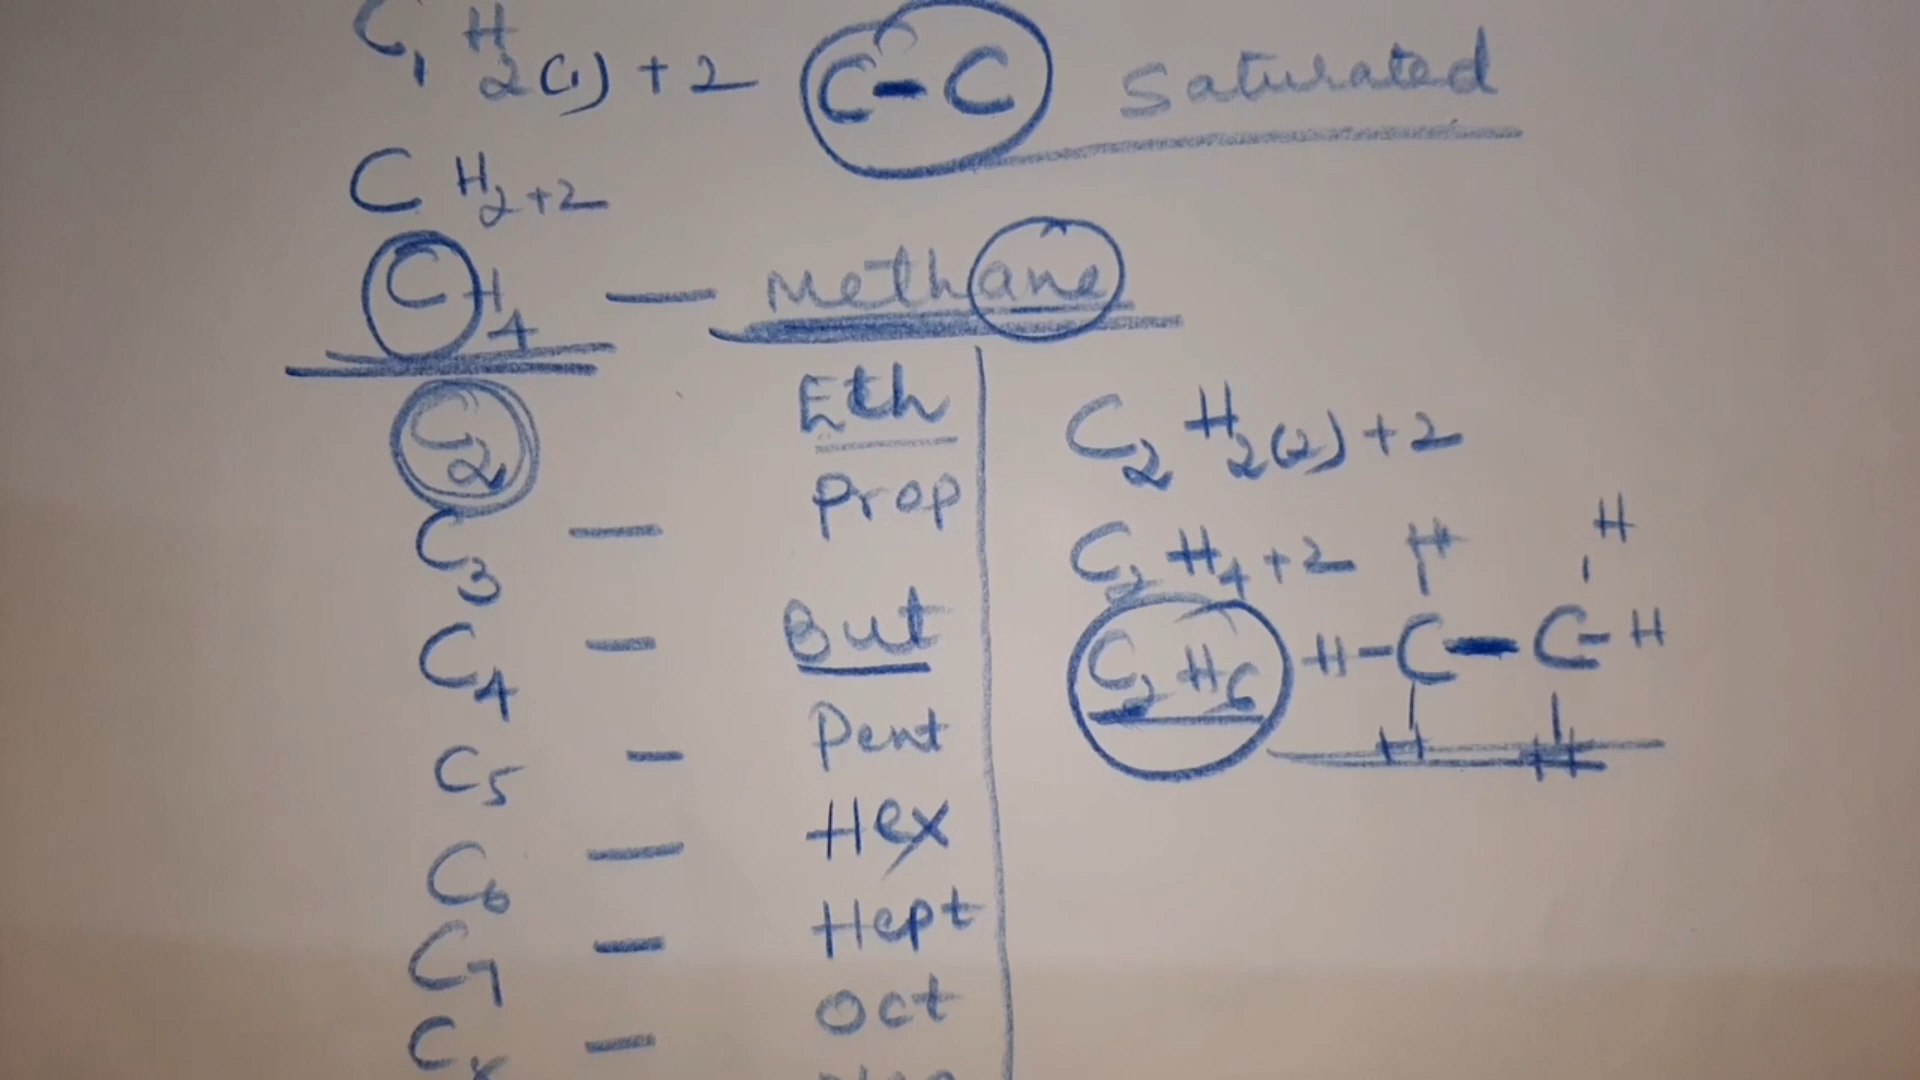 C₁H₂₍₁₎+2
C-C Saturated
CH₂+2
CH₄ — Methane
C₂ Eth
C₃ — Prop
C₄ — But
C₅ — Pent
C₆ — Hex
C₇ — Hept
C₈ — Oct
C₂H₂₍₂₎+2
C₂H₄+2
C₂H₆
H H
H-C-C-H
H H